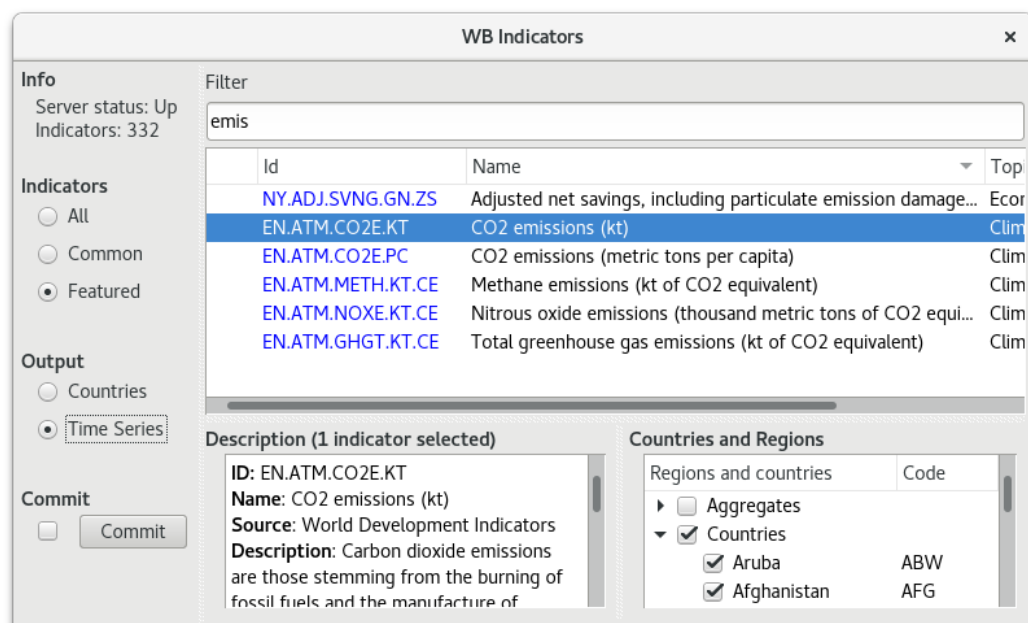 WB Indicators
Info
Server status: Up
Indicators: 332
Indicators
All
Common
Featured
Output
Countries
Time Series
Commit
Commit
Filter
emis
Id Name Topi
NY.ADJ.SVNG.GN.ZS Adjusted net savings, including particulate emission damage... Econ
EN.ATM.CO2E.KT CO2 emissions (kt) Clim
EN.ATM.CO2E.PC CO2 emissions (metric tons per capita) Clim
EN.ATM.METH.KT.CE Methane emissions (kt of CO2 equivalent) Clim
EN.ATM.NOXE.KT.CE Nitrous oxide emissions (thousand metric tons of CO2 equi... Clim
EN.ATM.GHGT.KT.CE Total greenhouse gas emissions (kt of CO2 equivalent) Clim
Description (1 indicator selected)
ID: EN.ATM.CO2E.KT
Name: CO2 emissions (kt)
Source: World Development Indicators
Description: Carbon dioxide emissions
are those stemming from the burning of
fossil fuels and the manufacture of
Countries and Regions
Regions and countries Code
Aggregates
Countries
Aruba ABW
Afghanistan AFG